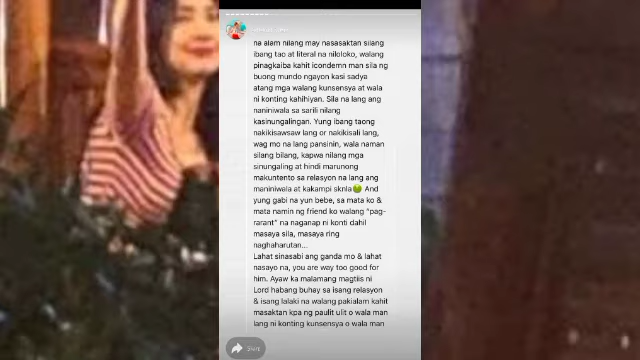 na alam nilang may nasasaktan silang
ibang tao at literal na niloloko, walang
pinagkaiba kahit icondemn man sila ng
buong mundo ngayon kasi sadya
atang mga walang kunsensya at wala
ni konting kahihiyan. Sila na lang ang
naniniwala sa sarili nilang
kasinungalingan. Yung ibang taong
nakikisawsaw lang or nakikisali lang,
wag mo na lang pansinin, wala naman
silang bilang, kapwa nilang mga
sinungaling at hindi marunong
makuntento sa relasyon na lang ang
maniniwala at kakampi sknla🤢 And
yung gabi na yun bebe, sa mata ko &
mata namin ng friend ko walang "pag-
rarant" na naganap ni konti dahil
masaya sila, masaya ring
naghaharutan...
Lahat sinasabi ang ganda mo & lahat
nasayo na, you are way too good for
him. Ayaw ka malamang magtiis ni
Lord habang buhay sa isang relasyon
& isang lalaki na walang pakialam kahit
masaktan kpa ng paulit ulit o wala man
lang ni konting kunsensya o wala man